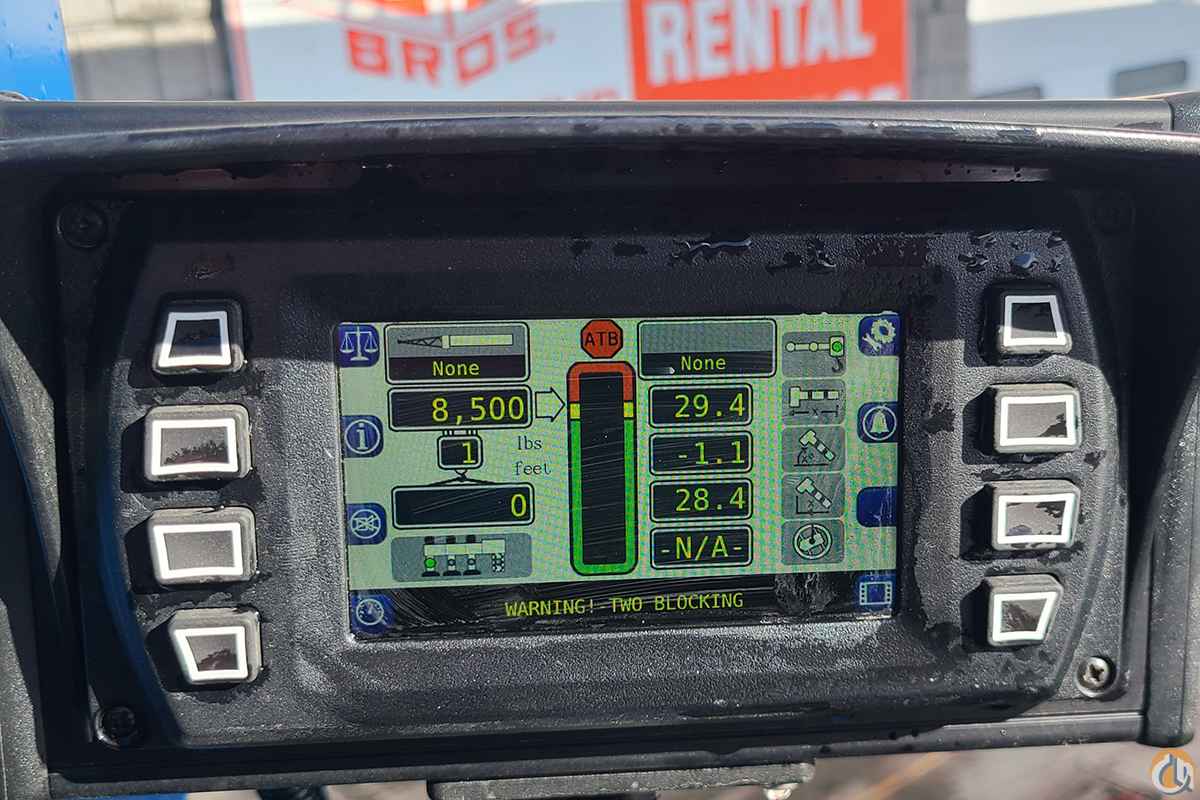 BROS.
RENTAL
None
ATB
None
8,500
29.4
1
lbs
feet
-1.1
0
28.4
-N/A-
WARNING! TWO BLOCKING